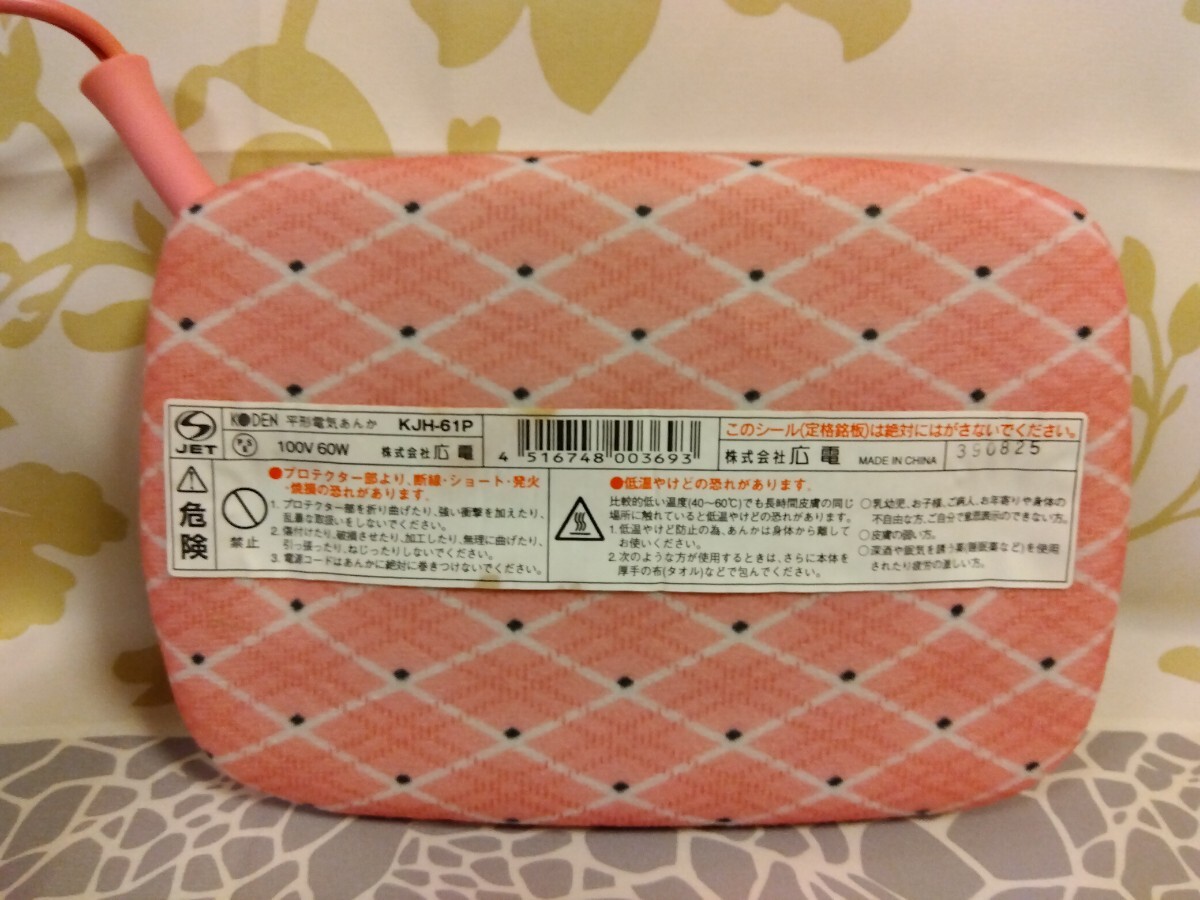 JET
KODEN 平形電気あんか KJH-61P
100V 60W 株式会社広電
4 516748 003693
このシール(定格銘板)は絶対にはがさないでください。
株式会社広電 MADE IN CHINA 390825
危険
禁止
●プロテクター部より、断線・ショート・発火
焼損の恐れがあります。
1. プロテクター部を折り曲げたり、強い衝撃を加えたり、
乱暴な取扱いをしないでください。
2. 傷付けたり、破損させたり、加工したり、無理に曲げたり、
引っ張ったり、ねじったりしないでください。
3. 電源コードはあんかに絶対に巻きつけないでください。
●低温やけどの恐れがあります。
比較的低い温度(40〜60℃)でも長時間皮膚の同じ
場所に触れていると低温やけどの恐れがあります。
1. 低温やけど防止の為、あんかは身体から離して
お使いください。
2. 次のような方が使用するときは、さらに本体を
厚手の布(タオル)などで包んでください。
○乳幼児、お子様、ご病人、お年寄りや身体の
不自由な方、ご自分で意思表示のできない方。
○皮膚の弱い方。
○深酒や眠気を誘う薬(睡眠薬など)を使用
されたり疲労の激しい方。